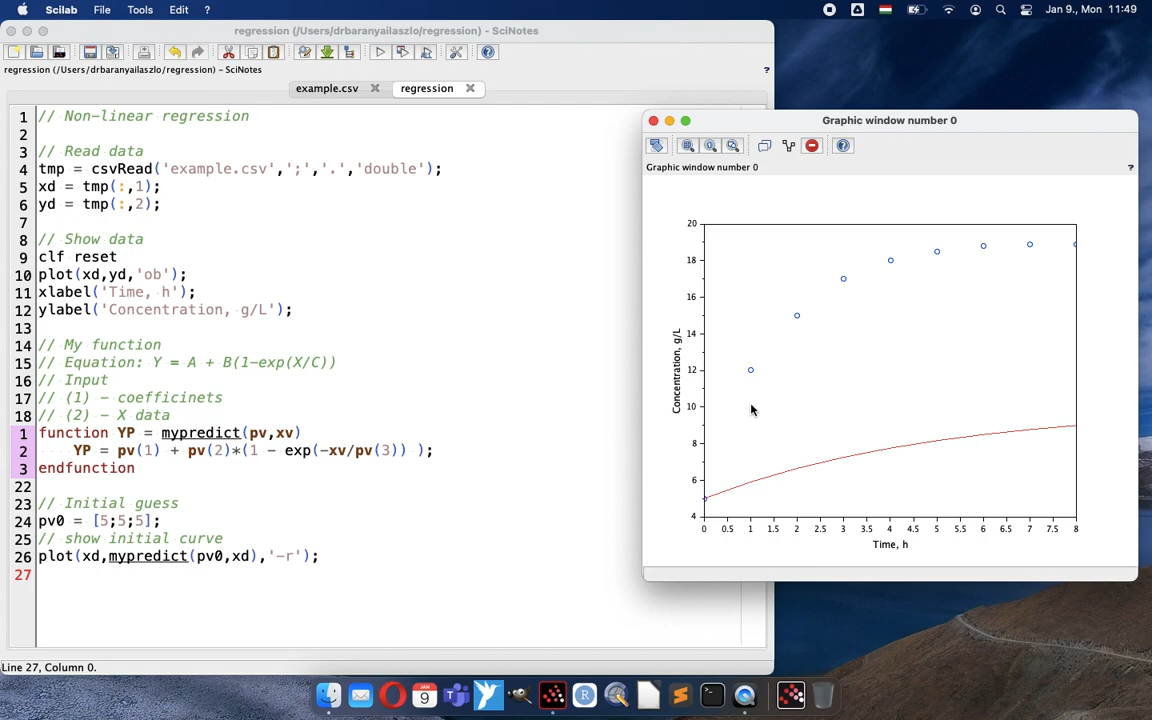 Scilab File Tools Edit ?
Jan 9., Mon 11:49
regression (/Users/drbaranyailaszlo/regression) - SciNotes
regression (/Users/drbaranyailaszlo/regression) - SciNotes ?
example.csv regression
1 // Non-linear regression
2
3 // Read data
4 tmp = csvRead('example.csv',';','.','double');
5 xd = tmp(:,1);
6 yd = tmp(:,2);
7
8 // Show data
9 clf reset
10 plot(xd,yd,'ob');
11 xlabel('Time, h');
12 ylabel('Concentration, g/L');
13
14 // My function
15 // Equation: Y = A + B(1-exp(X/C))
16 // Input
17 // (1) - coefficinets
18 // (2) - X data
1 function YP = mypredict(pv,xv)
2 YP = pv(1) + pv(2)*(1 - exp(-xv/pv(3)) );
3 endfunction
22
23 // Initial guess
24 pv0 = [5;5;5];
25 // show initial curve
26 plot(xd,mypredict(pv0,xd),'-r');
27
Line 27, Column 0.
Graphic window number 0
Graphic window number 0 ?
20
18
16
14
12
10
8
6
4
Concentration, g/L
0 0.5 1 1.5 2 2.5 3 3.5 4 4.5 5 5.5 6 6.5 7 7.5 8
Time, h
JAN
9
R